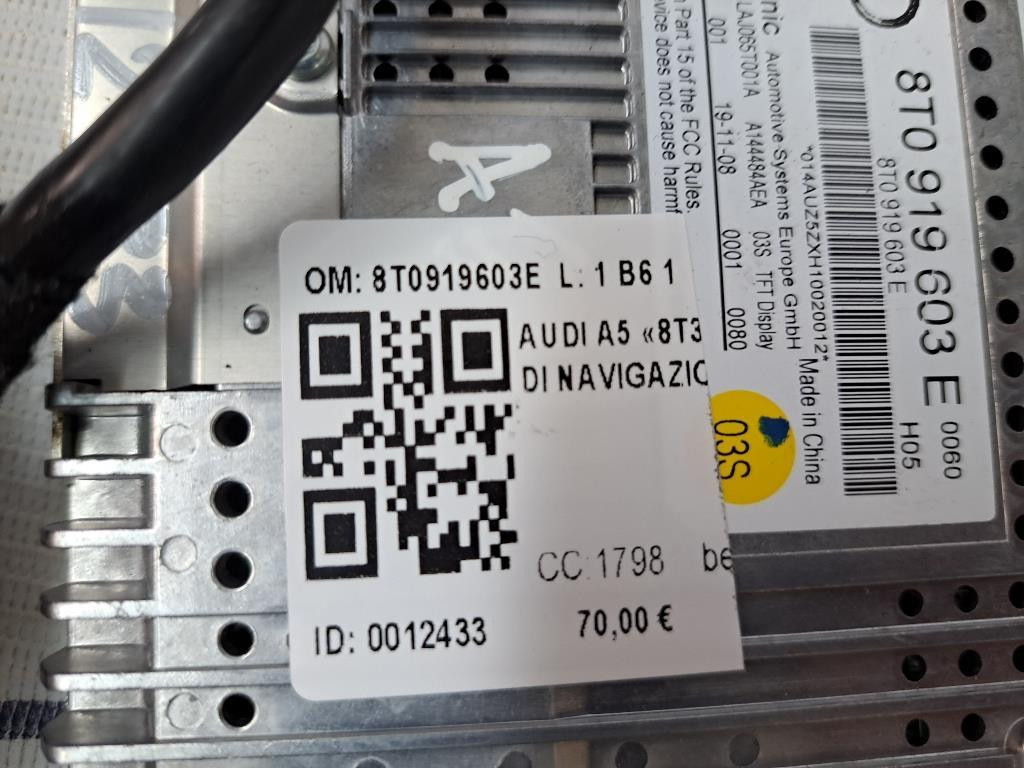 OM: 8T0919603E L: 1 B6 1
AUDI A5 «8T3
DI NAVIGAZIO
CC:1798 be
ID: 0012433 70,00 €
8T0 919 603 E 0060
8T0 919 603 E H05
*014AUZ5ZXH10020012*
nic Automotive Systems Europe GmbH Made in China
LAJ065T001A A144484AEA 03S TFT Display
001 19-11-08 0001 0080
Part 15 of the FCC Rules.
vice does not cause harmf
03S
A